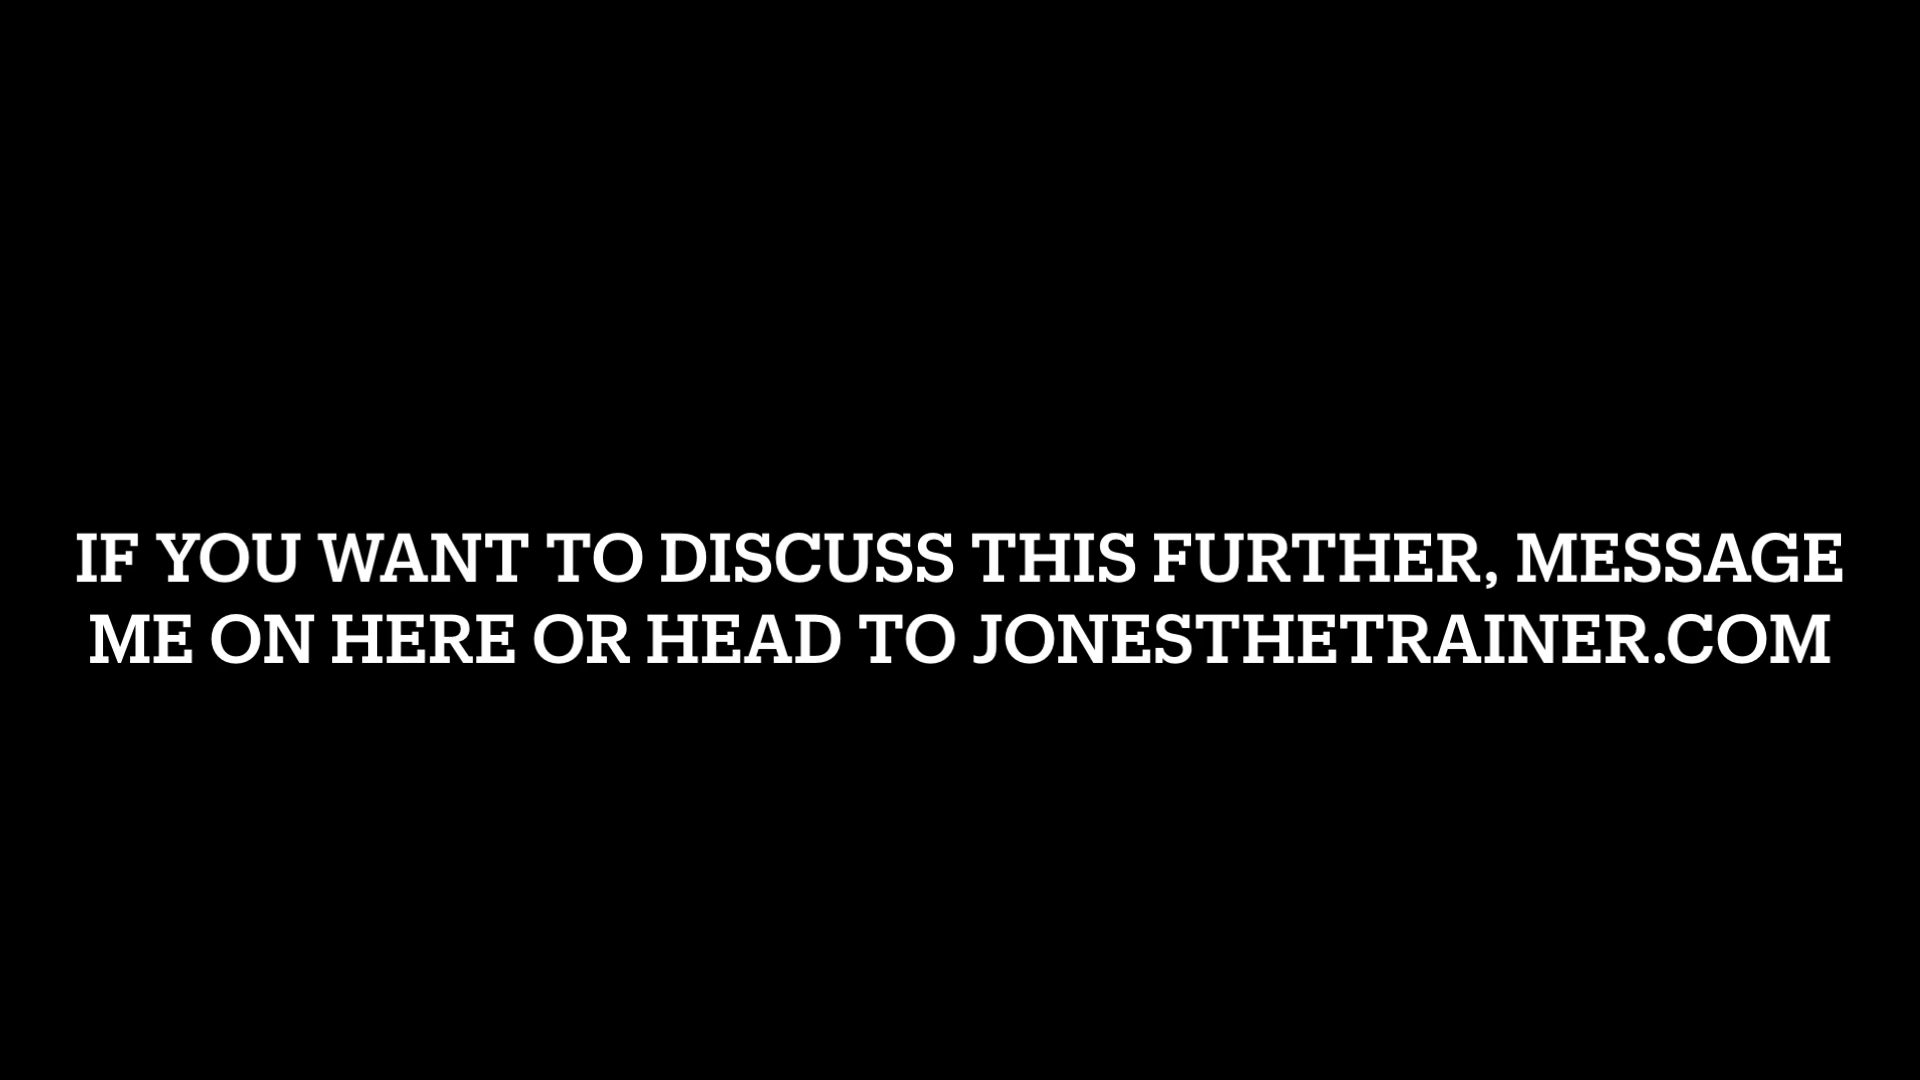 IF YOU WANT TO DISCUSS THIS FURTHER, MESSAGE
ME ON HERE OR HEAD TO JONESTHETRAINER.COM